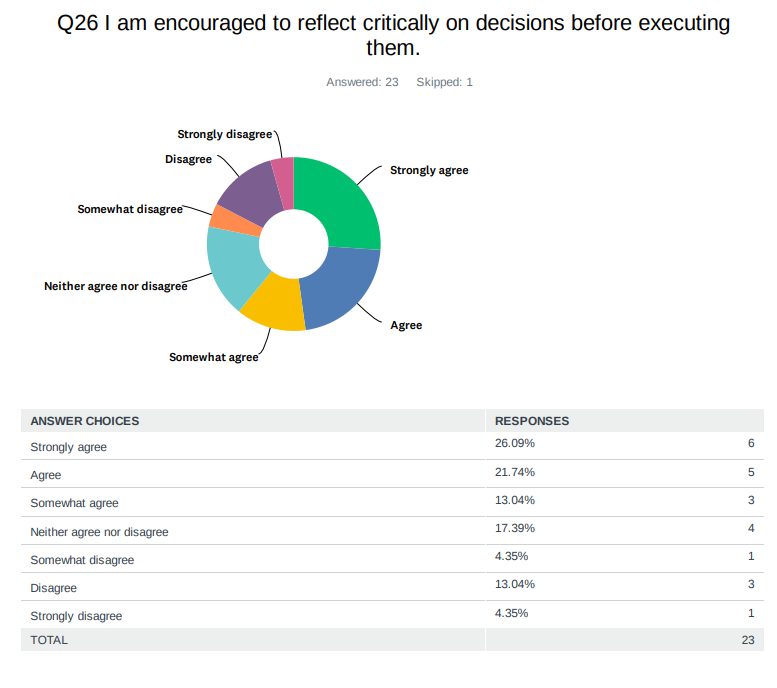 Q26 I am encouraged to reflect critically on decisions before executing
them.
Answered: 23 Skipped: 1
Strongly disagree
Disagree
Strongly agree
Somewhat disagree
Neither agree nor disagree
Agree
Somewhat agree
ANSWER CHOICES RESPONSES
Strongly agree 26.09% 6
Agree 21.74% 5
Somewhat agree 13.04% 3
Neither agree nor disagree 17.39% 4
Somewhat disagree 4.35% 1
Disagree 13.04% 3
Strongly disagree 4.35% 1
TOTAL 23